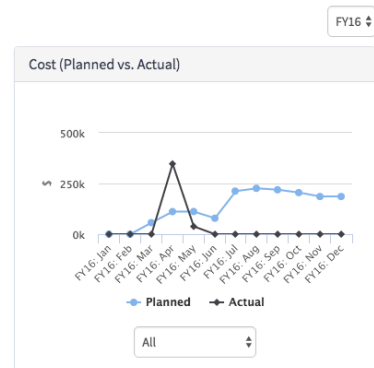 FY16
Cost (Planned vs. Actual)
500k
$
250k
0k
FY16: Jan
FY16: Feb
FY16: Mar
FY16: Apr
FY16: May
FY16: Jun
FY16: Jul
FY16: Aug
FY16: Sep
FY16: Oct
FY16: Nov
FY16: Dec
Planned Actual
All